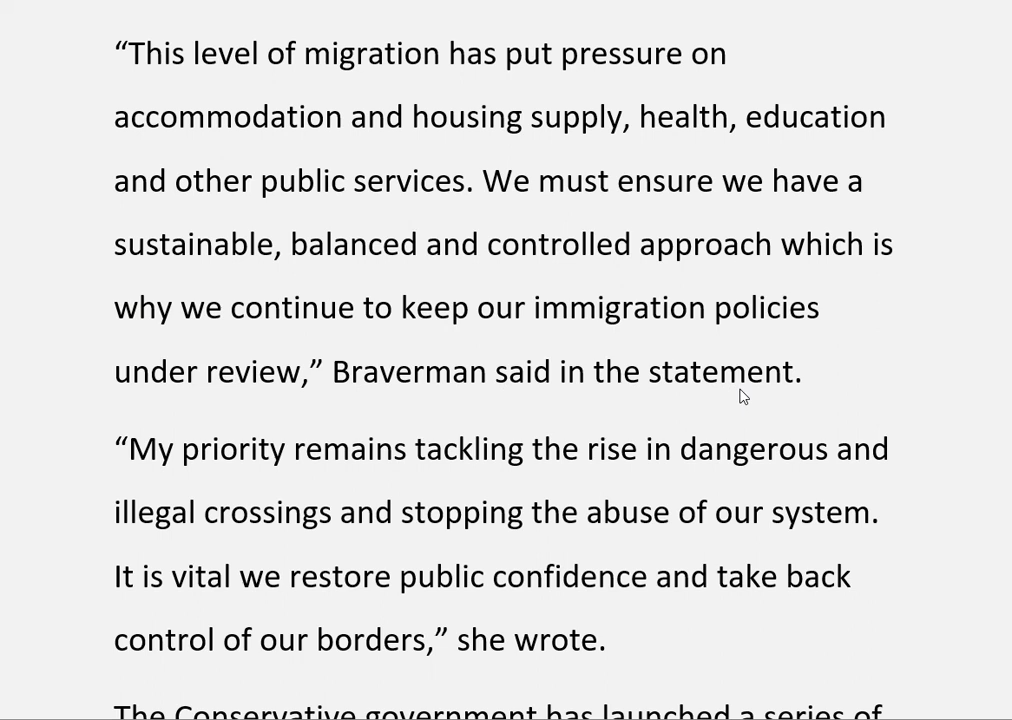 “This level of migration has put pressure on
accommodation and housing supply, health, education
and other public services. We must ensure we have a
sustainable, balanced and controlled approach which is
why we continue to keep our immigration policies
under review,” Braverman said in the statement.
“My priority remains tackling the rise in dangerous and
illegal crossings and stopping the abuse of our system.
It is vital we restore public confidence and take back
control of our borders,” she wrote.
The Conservative government has launched a series of